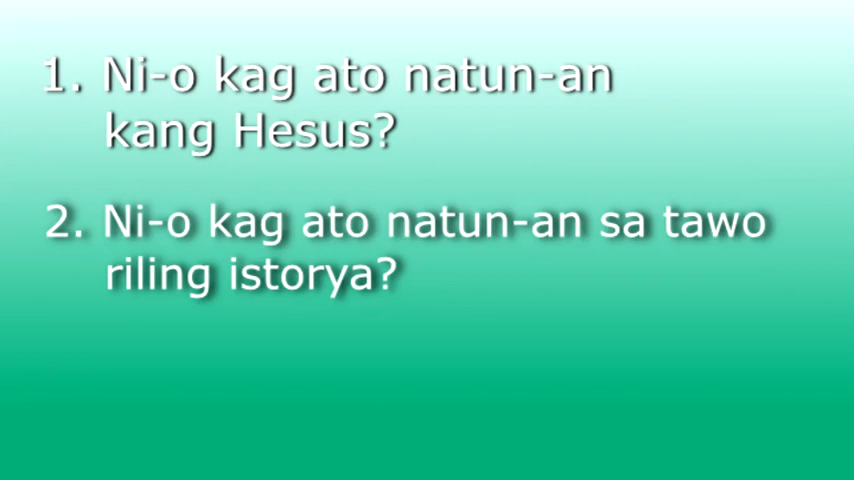 1. Ni-o kag ato natun-an
kang Hesus?
2. Ni-o kag ato natun-an sa tawo
riling istorya?